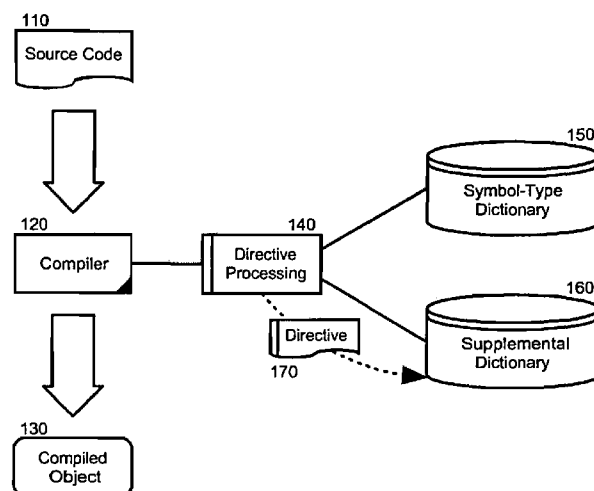 110
Source Code
150
Symbol-Type
Dictionary
120
Compiler
140
Directive
Processing
160
Supplemental
Dictionary
Directive
170
130
Compiled
Object